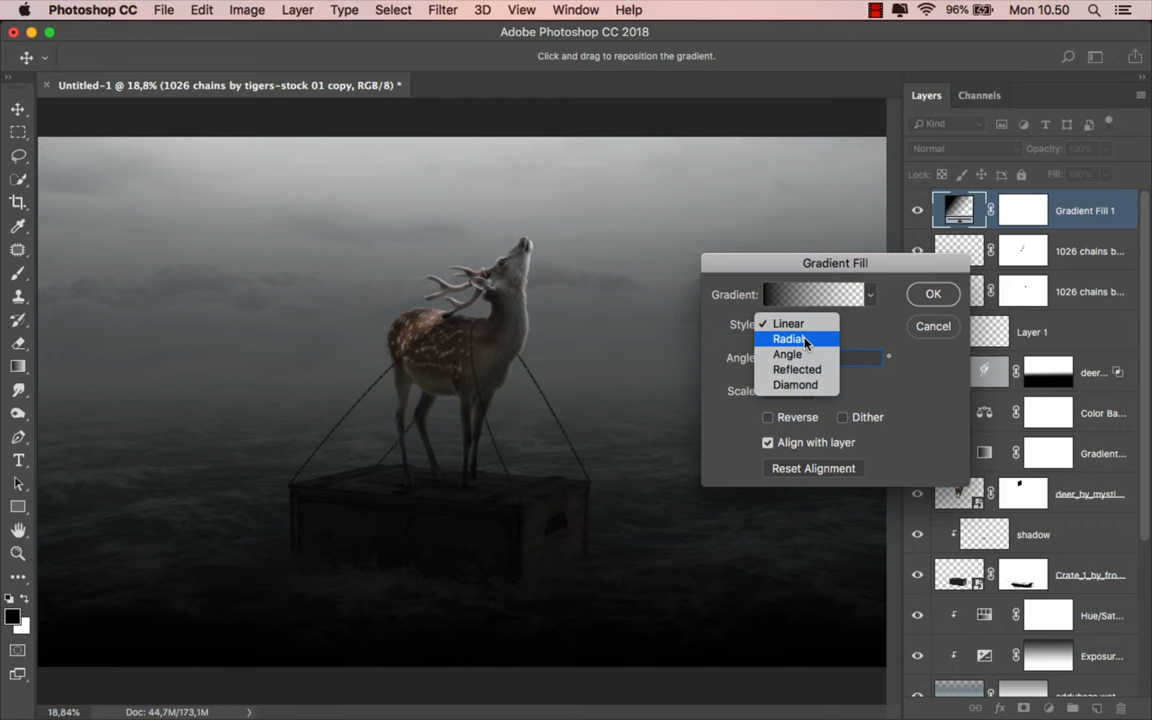 Photoshop CC File Edit Image Layer Type Select Filter 3D View Window Help 96% Mon 10.50
Adobe Photoshop CC 2018
Click and drag to reposition the gradient.
Untitled-1 @ 18,8% (1026 chains by tigers-stock 01 copy, RGB/8) *
Layers Channels
Kind
Normal Opacity: 100%
Lock: Fill: 100%
Gradient Fill 1
1026 chains b...
1026 chains b...
Layer 1
deer...
Color Ba...
Gradient...
deer_by_mysti...
shadow
Crate_1_by_fro...
Hue/Sat...
Exposur...
Gradient Fill
Gradient:
OK
Style
Linear
Radial
Angle
Reflected
Diamond
Cancel
Angle
Scale
Reverse Dither
Align with layer
Reset Alignment
18,84% Doc: 44,7M/173,1M